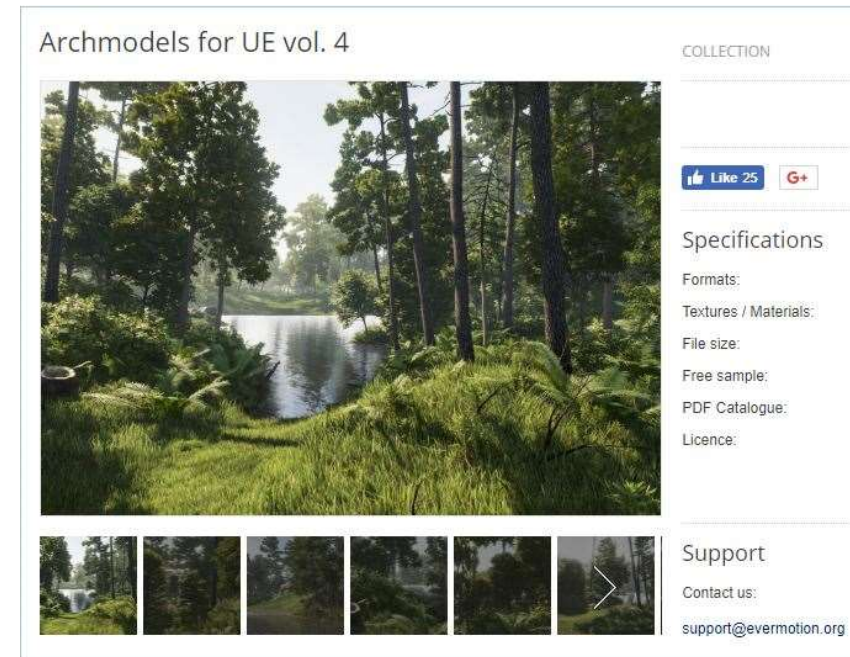 Archmodels for UE vol. 4
COLLECTION
Like 25
G+
Specifications
Formats:
Textures / Materials:
File size:
Free sample:
PDF Catalogue:
Licence:
Support
Contact us:
support@evermotion.org